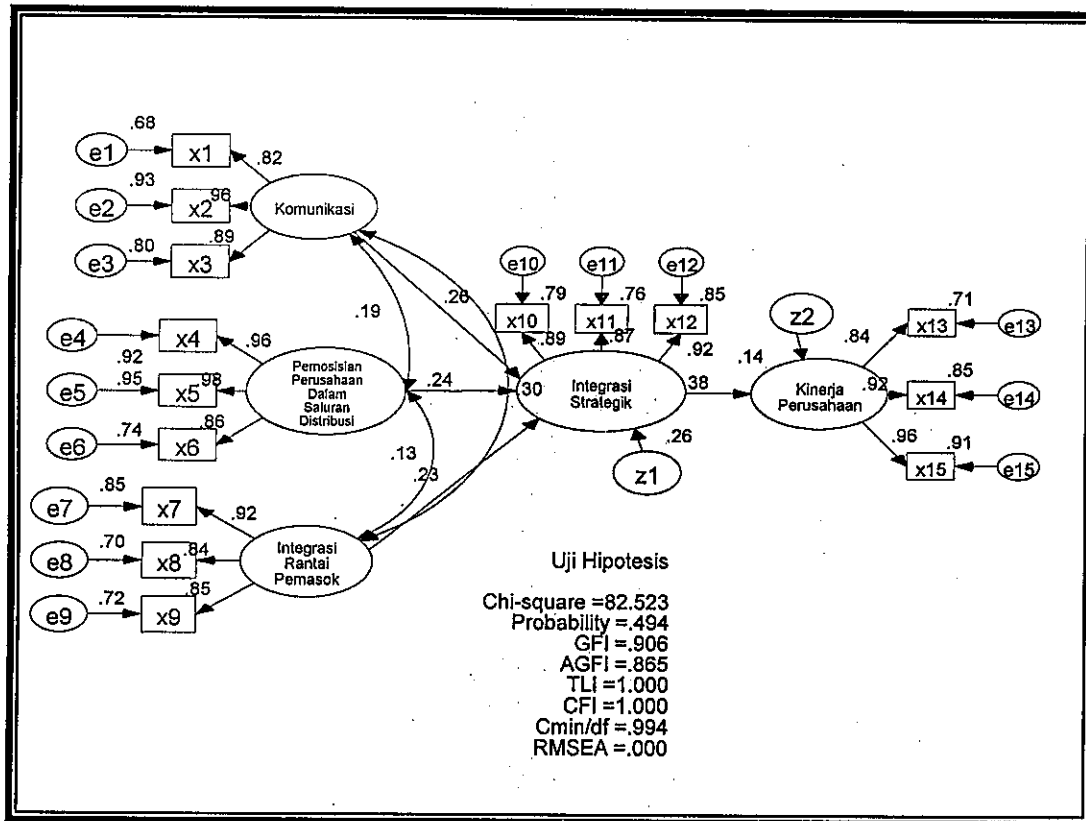 .68
e1
x1
.82
.93
e2
x2
.96
Komunikasi
.80
e3
x3
.89
e4
x4
.96
.92
e5
.95
x5
.98
Pemosisian
Perusahaan
Dalam
Saluran
Distribusi
.74
e6
x6
.86
.85
e7
x7
.92
.70
e8
x8
.84
Integrasi
Rantai
Pemasok
.72
e9
x9
.85
.19
.13
.26
.24
.23
e10
e11
e12
.79
.76
.85
x10
x11
x12
.89
.87
.92
30
Integrasi
Strategik
38
.26
z1
z2
.14
Kinerja
Perusahaan
.84
.71
x13
e13
.92
.85
x14
e14
.96
.91
x15
e15
Uji Hipotesis
Chi-square =82.523
Probability =.494
GFI =.906
AGFI =.865
TLI =1.000
CFI =1.000
Cmin/df =.994
RMSEA =.000